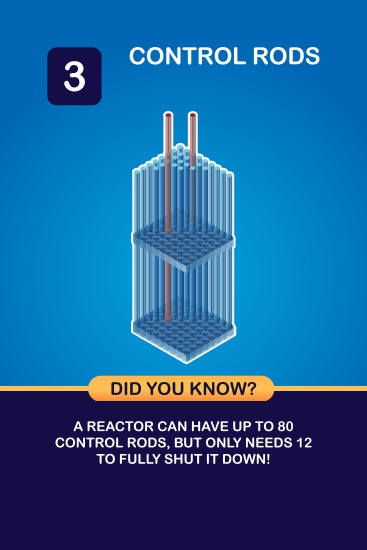 3
CONTROL RODS
DID YOU KNOW?
A REACTOR CAN HAVE UP TO 80
CONTROL RODS, BUT ONLY NEEDS 12
TO FULLY SHUT IT DOWN!